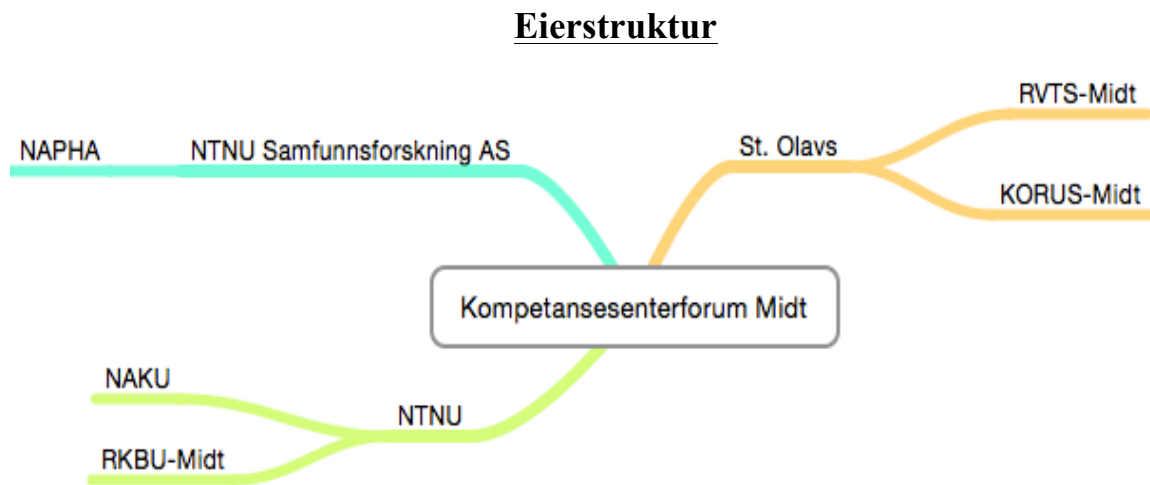 Eierstruktur
RVTS-Midt
NAPHA
NTNU Samfunnsforskning AS
St. Olavs
KORUS-Midt
Kompetansesenterforum Midt
NAKU
NTNU
RKBU-Midt